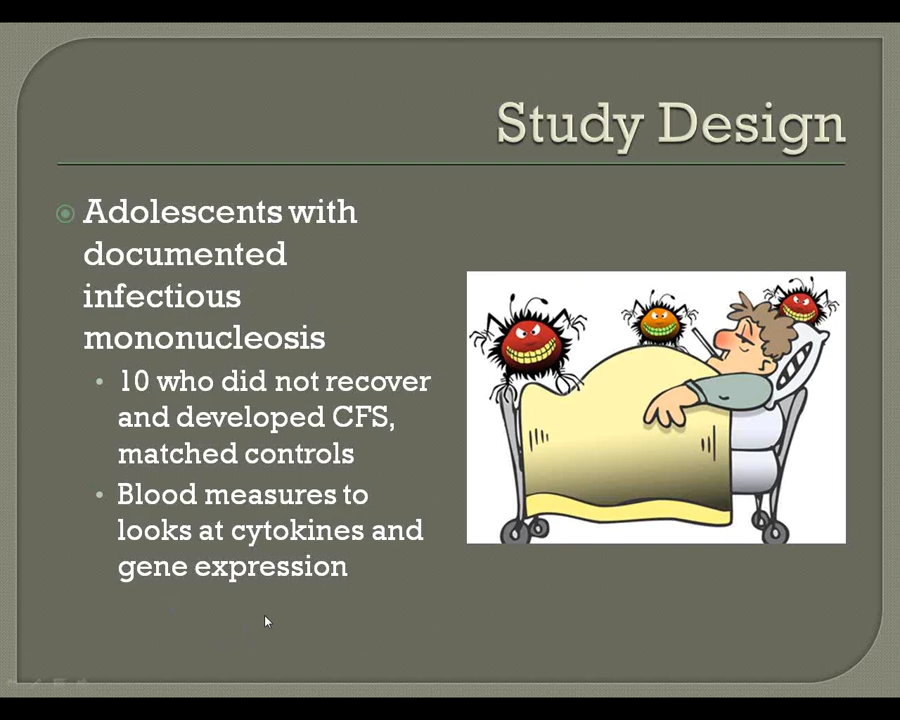 Study Design
Adolescents with
documented
infectious
mononucleosis
10 who did not recover
and developed CFS,
matched controls
Blood measures to
looks at cytokines and
gene expression